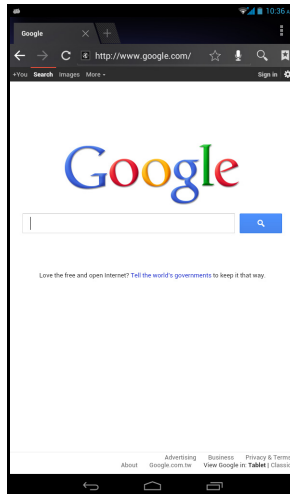 10:36 A
Google
http://www.google.com/
+You Search Images More
Sign in
Google
Love the free and open Internet? Tell the world's governments to keep it that way.
Advertising Business Privacy & Terms
About Google.com.tw View Google in: Tablet | Classic